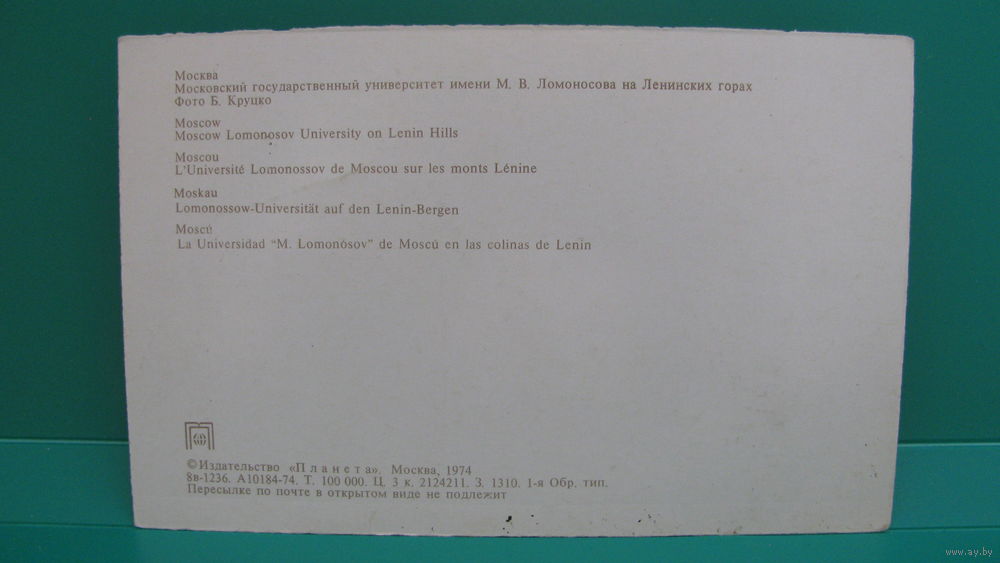 Москва
Московский государственный университет имени М. В. Ломоносова на Ленинских горах
Фото Б. Круцко
Moscow
Moscow Lomonosov University on Lenin Hills
Moscou
L'Université Lomonossov de Moscou sur les monts Lénine
Moskau
Lomonossow-Universität auf den Lenin-Bergen
Moscú
La Universidad “M. Lomonósov” de Moscú en las colinas de Lenin
©Издательство «Планета». Москва, 1974
8в-1236. А10184-74. Т. 100 000. Ц. 3 к. 2124211. З. 1310. 1-я Обр. тип.
Пересылке по почте в открытом виде не подлежит
www.ay.by